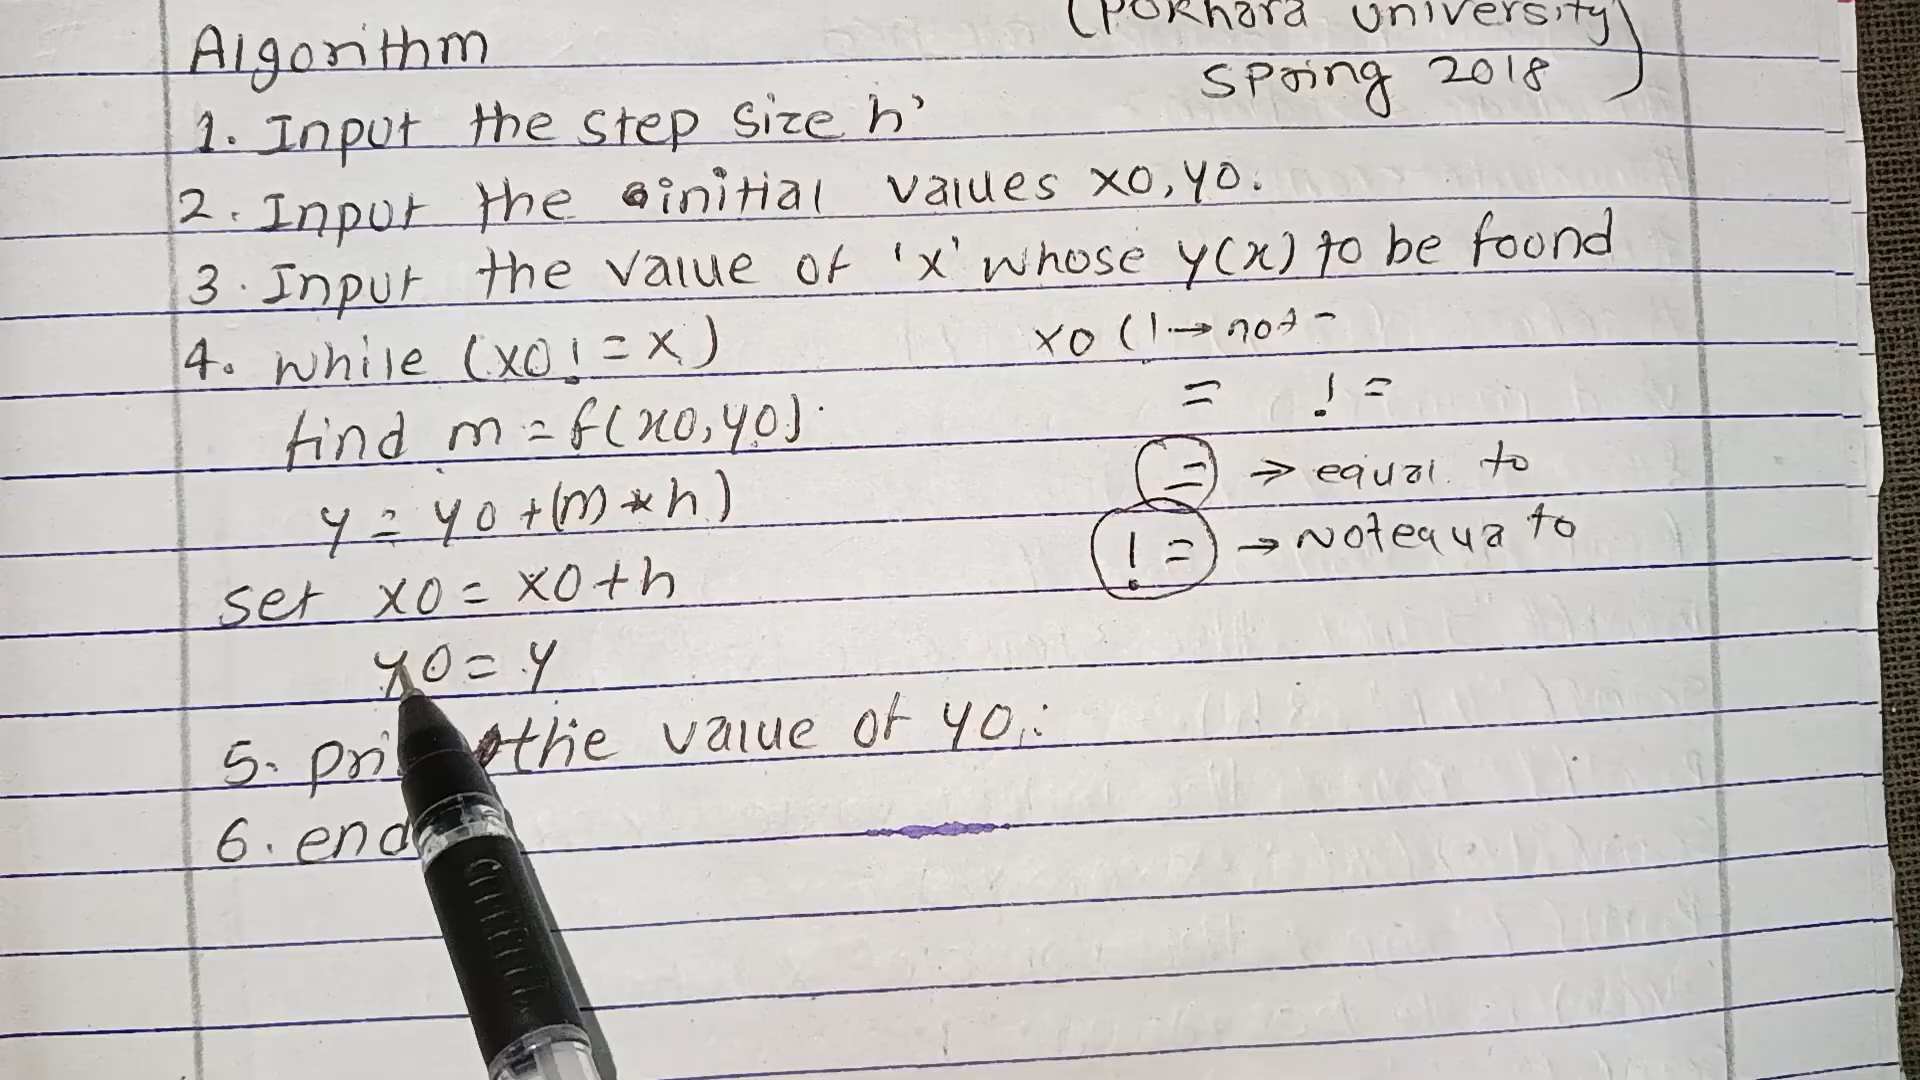 (Pokhara University
Spring 2018)
Algorithm
1. Input the step size h'
2. Input the initial values x0, y0.
3. Input the value of 'x' whose y(x) to be found
4. while (x0 != x)
find m = f(x0, y0)
y = y0 + (m * h)
set x0 = x0 + h
y0 = y
5. pri the value of y0.
6. end
x0 (! → not =
= !=
= → equal to
!= → Not equa to